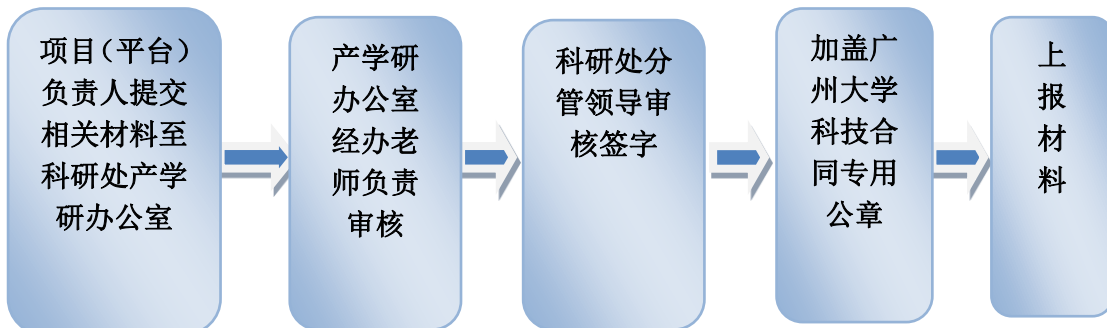 项目（平台）
负责人提交
相关材料至
科研处产学
研办公室
产学研
办公室
经办老
师负责
审核
科研处分
管领导审
核签字
加盖广
州大学
科技合
同专用
公章
上
报
材
料